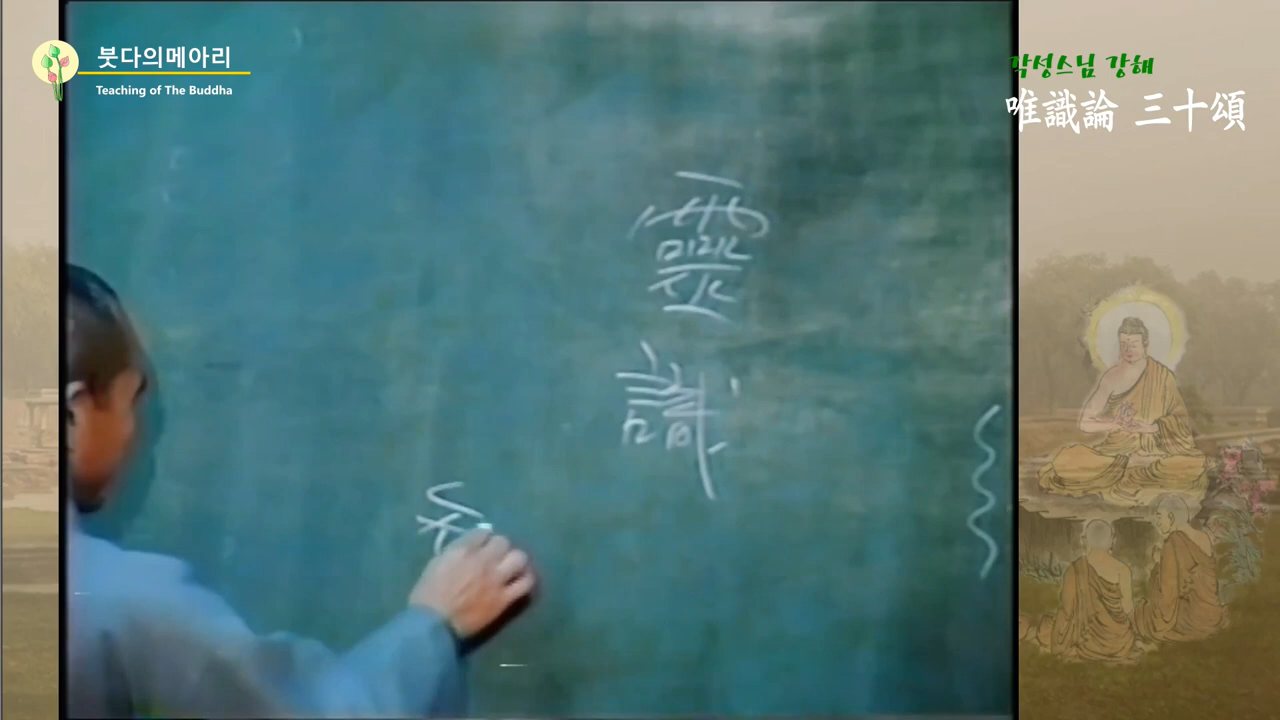 붓다의메아리
Teaching of The Buddha
각성스님 강해
唯識論 三十頌
靈
識